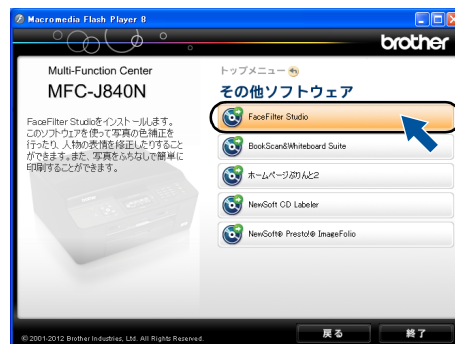 Macromedia Flash Player 8
brother
Multi-Function Center
MFC-J840N
FaceFilter Studioをインストールします。
このソフトウェアを使って写真の色補正を
行ったり、人物の表情を修正したりすること
ができます。また、写真をふちなしで簡単に
印刷することができます。
トップメニュー
その他ソフトウェア
FaceFilter Studio
BookScan&Whiteboard Suite
ホームページぷりんと2
NewSoft CD Labeler
NewSoft® Presto!® ImageFolio
© 2001-2012 Brother Industries, Ltd. All Rights Reserved.
戻る
終了